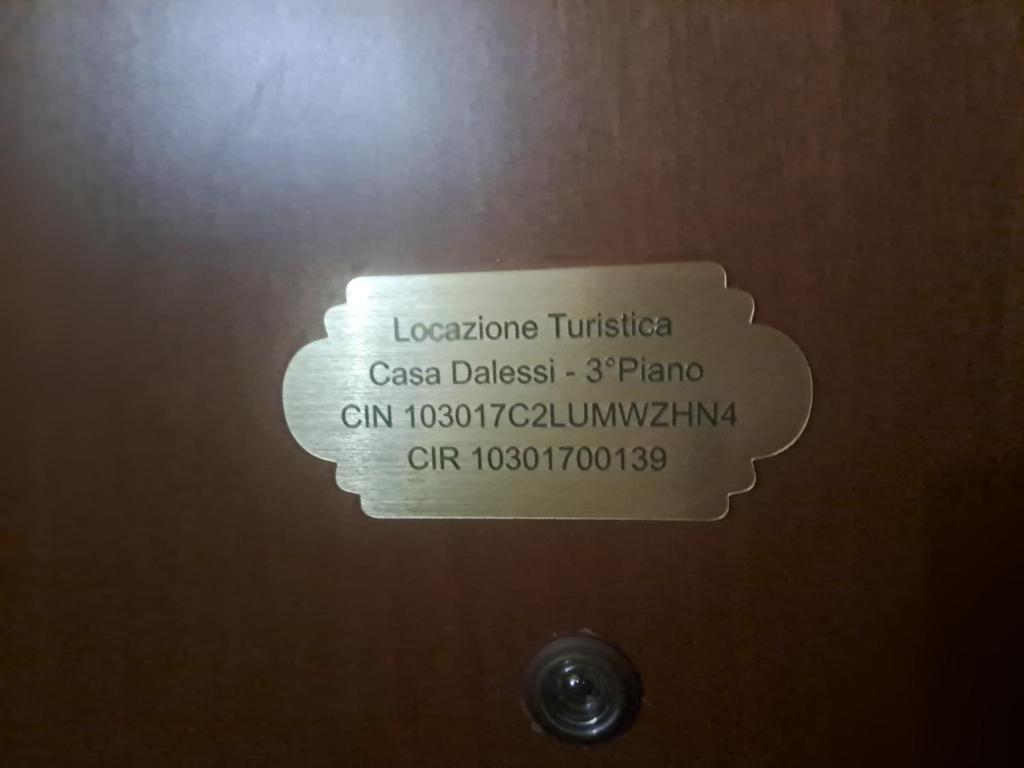 Locazione Turistica
Casa Dalessi - 3°Piano
CIN 103017C2LUMWZHN4
CIR 10301700139